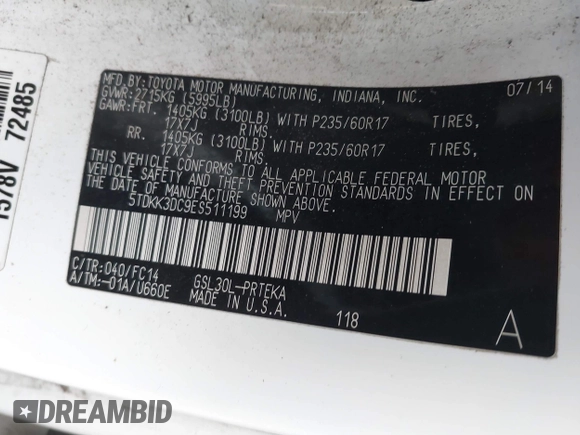 MFD.BY:TOYOTA MOTOR MANUFACTURING, INDIANA, INC. 07/14
GVWR:2715KG (5995LB)
GAWR:FRT. 1405KG (3100LB) WITH P235/60R17 TIRES,
17X7J RIMS,
RR. 1405KG (3100LB) WITH P235/60R17 TIRES,
17X7J RIMS.
THIS VEHICLE CONFORMS TO ALL APPLICABLE FEDERAL MOTOR
VEHICLE SAFETY AND THEFT PREVENTION STANDARDS IN EFFECT ON
THE DATE OF MANUFACTURE SHOWN ABOVE.
5TDKK3DC9ES511199 MPV
C/TR:040/FC14
A/TM:-01A/U660E
GSL30L-PRTEKA
MADE IN U.S.A.
118
A
1578V 72485
DREAMBID